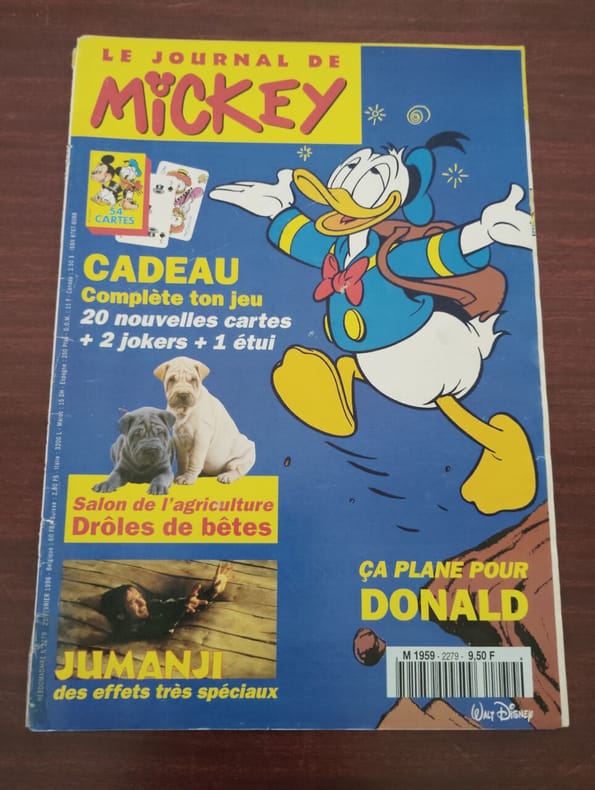 LE JOURNAL DE
MiCKEY
54
CARTES
CADEAU
Complète ton jeu
20 nouvelles cartes
+ 2 jokers + 1 étui
Salon de l'agriculture
Drôles de bêtes
JUMANJI
des effets très spéciaux
ÇA PLANE POUR
DONALD
M 1959 - 2279 - 9,50 F
WALT DISNEY